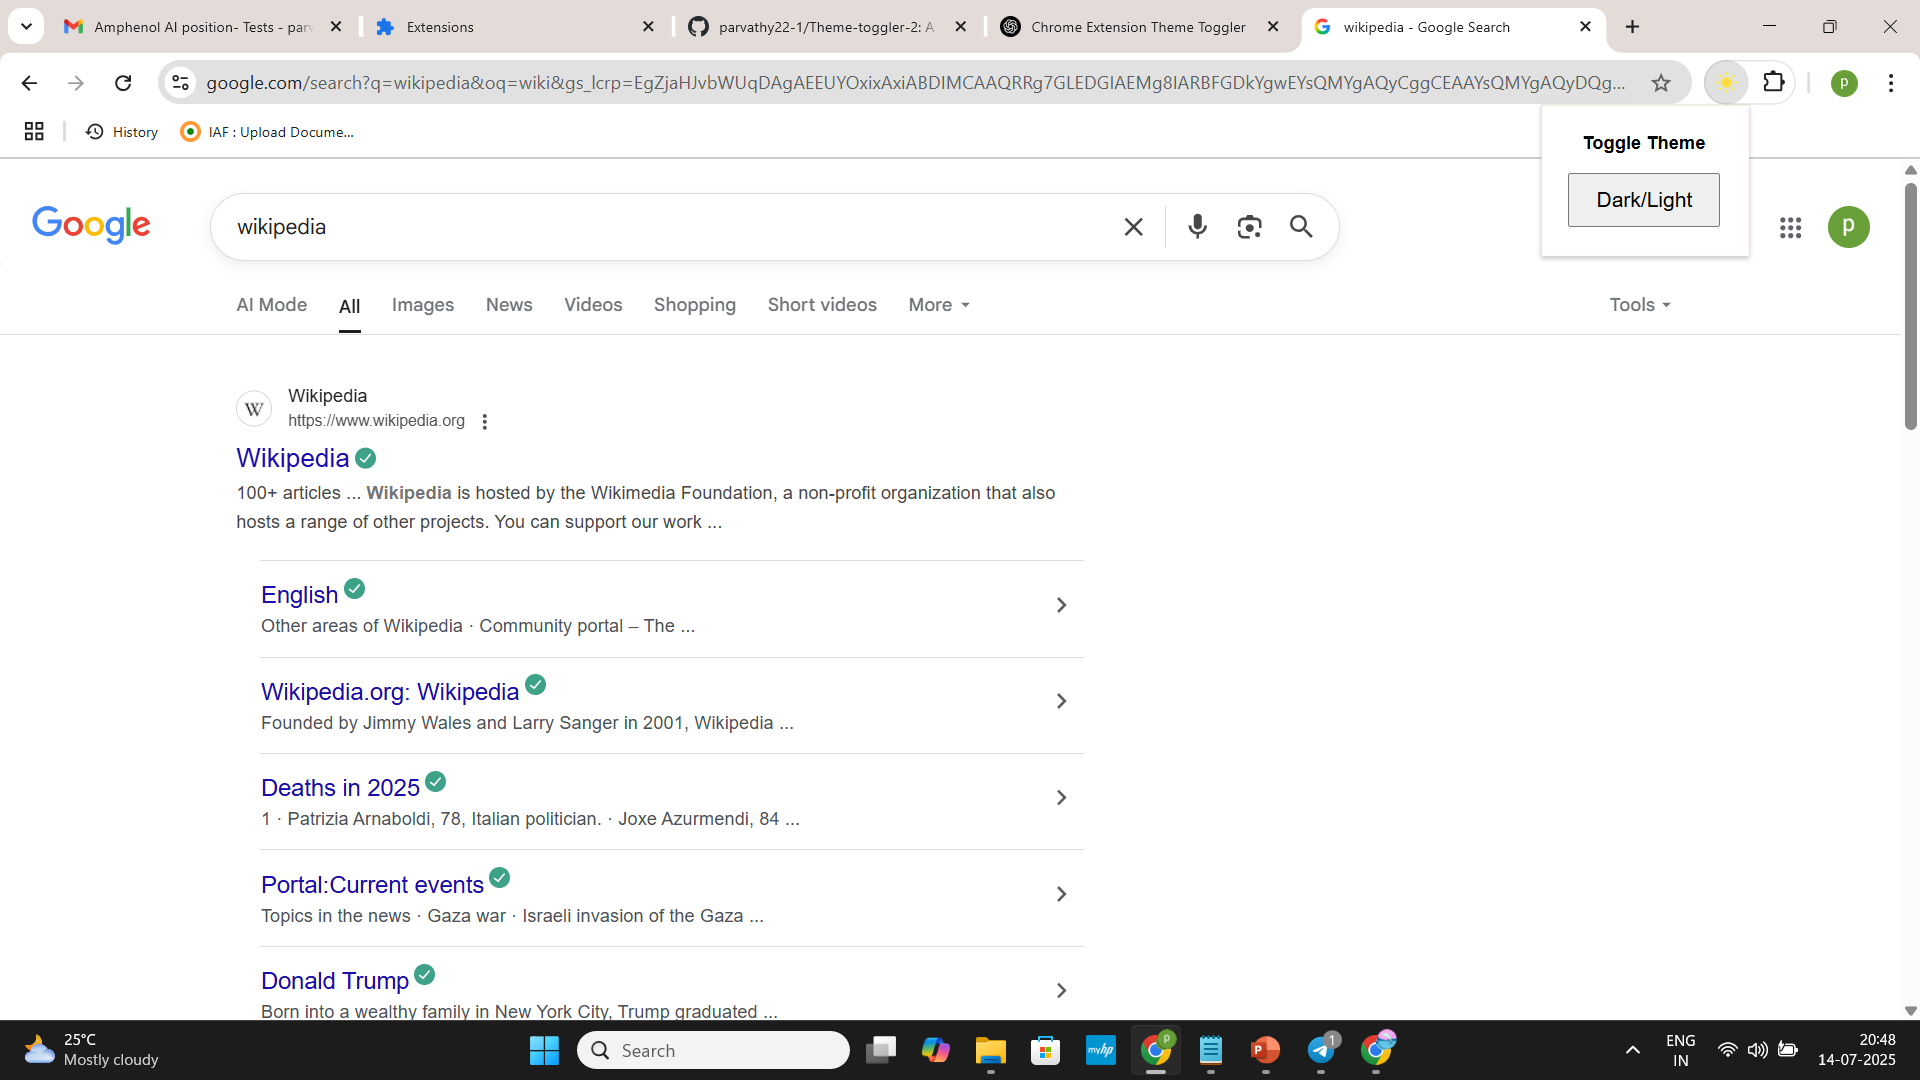 Amphenol AI position- Tests - parv
Extensions
parvathy22-1/Theme-toggler-2: A
Chrome Extension Theme Toggler
wikipedia - Google Search
google.com/search?q=wikipedia&oq=wiki&gs_lcrp=EgZjaHJvbWUqDAgAEEUYOxixAxiABDIMCAAQRRg7GLEDGIAEMg8IARBFGDkYgwEYsQMYgAQyCggCEAAYsQMYgAQyDQg...
p
History
IAF : Upload Docume...
Toggle Theme
Dark/Light
Google
wikipedia
p
AI Mode
All
Images
News
Videos
Shopping
Short videos
More
Tools
W
Wikipedia
https://www.wikipedia.org
Wikipedia
100+ articles ... Wikipedia is hosted by the Wikimedia Foundation, a non-profit organization that also
hosts a range of other projects. You can support our work ...
English
Other areas of Wikipedia · Community portal – The ...
Wikipedia.org: Wikipedia
Founded by Jimmy Wales and Larry Sanger in 2001, Wikipedia ...
Deaths in 2025
1 · Patrizia Arnaboldi, 78, Italian politician. · Joxe Azurmendi, 84 ...
Portal:Current events
Topics in the news · Gaza war · Israeli invasion of the Gaza ...
Donald Trump
Born into a wealthy family in New York City, Trump graduated ...
25°C
Mostly cloudy
Search
myhp
p
P
1
ENG
IN
20:48
14-07-2025